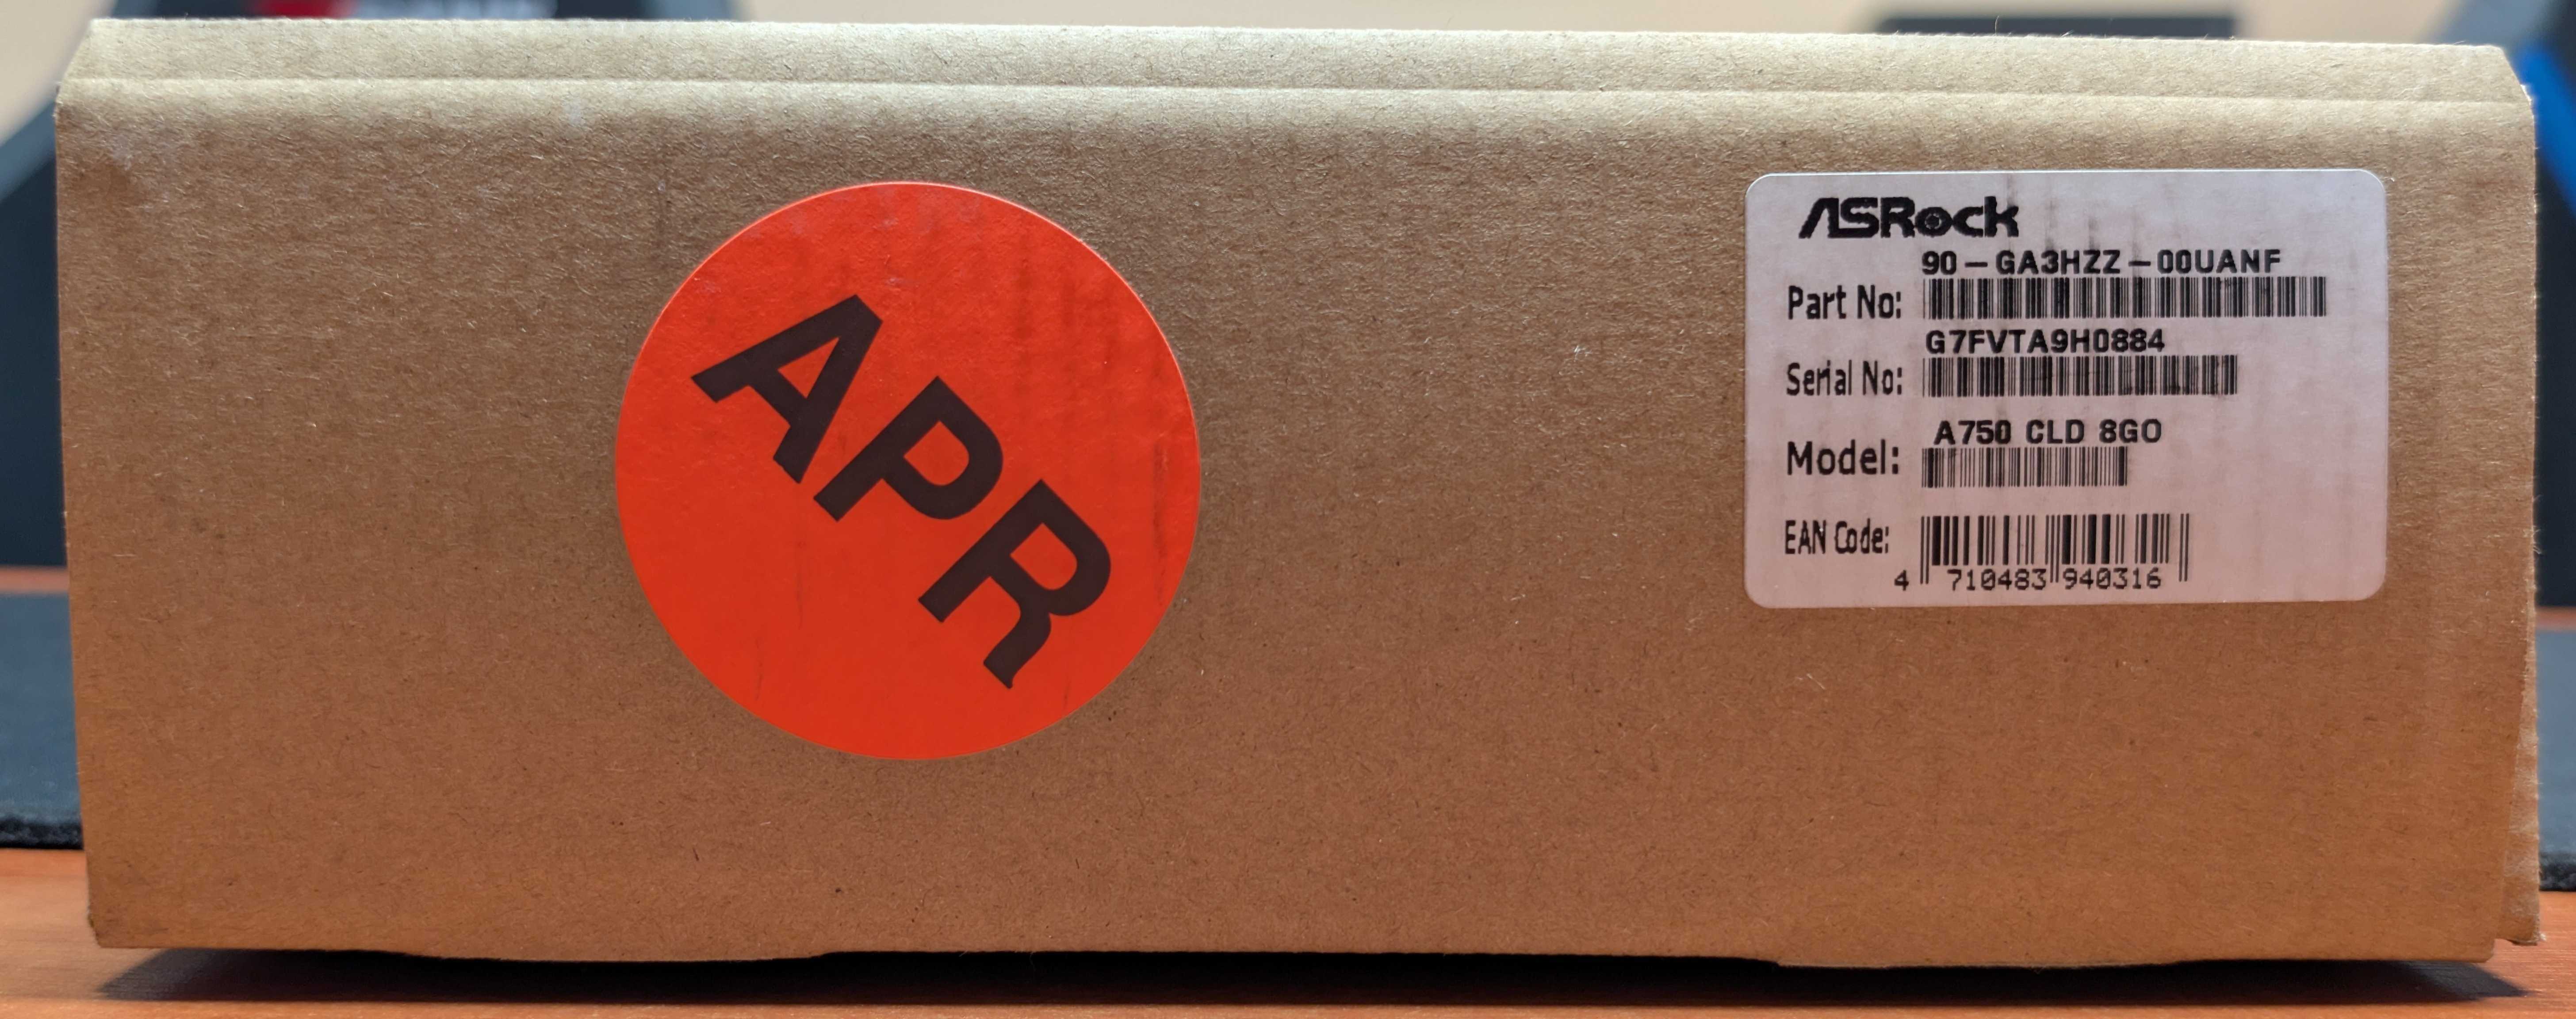 APR
ASRock
90-GA3HZZ-00UANF
Part No:
G7FVTA9H0884
Serial No:
A750 CLD 8GO
Model:
EAN Code:
4 710483 940316